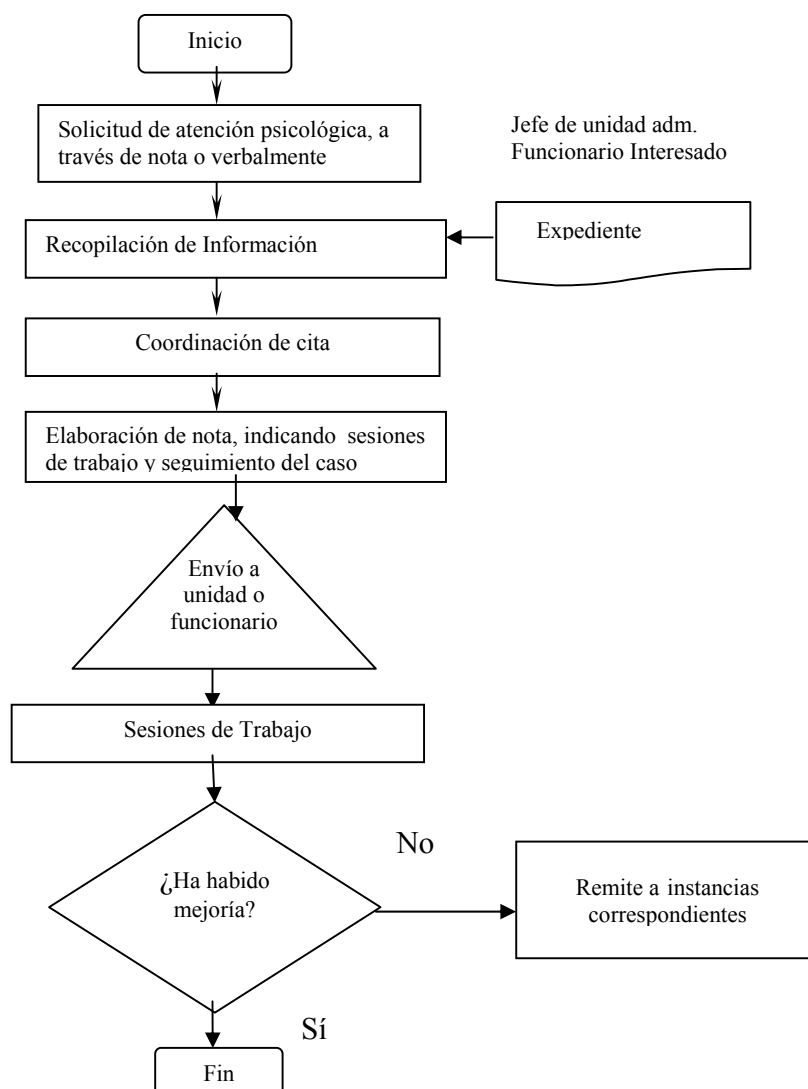 Inicio
Solicitud de atención psicológica, a
través de nota o verbalmente
Jefe de unidad adm.
Funcionario Interesado
Recopilación de Información
Expediente
Coordinación de cita
Elaboración de nota, indicando sesiones
de trabajo y seguimiento del caso
Envío a
unidad o
funcionario
Sesiones de Trabajo
¿Ha habido
mejoría?
No
Remite a instancias
correspondientes
Sí
Fin